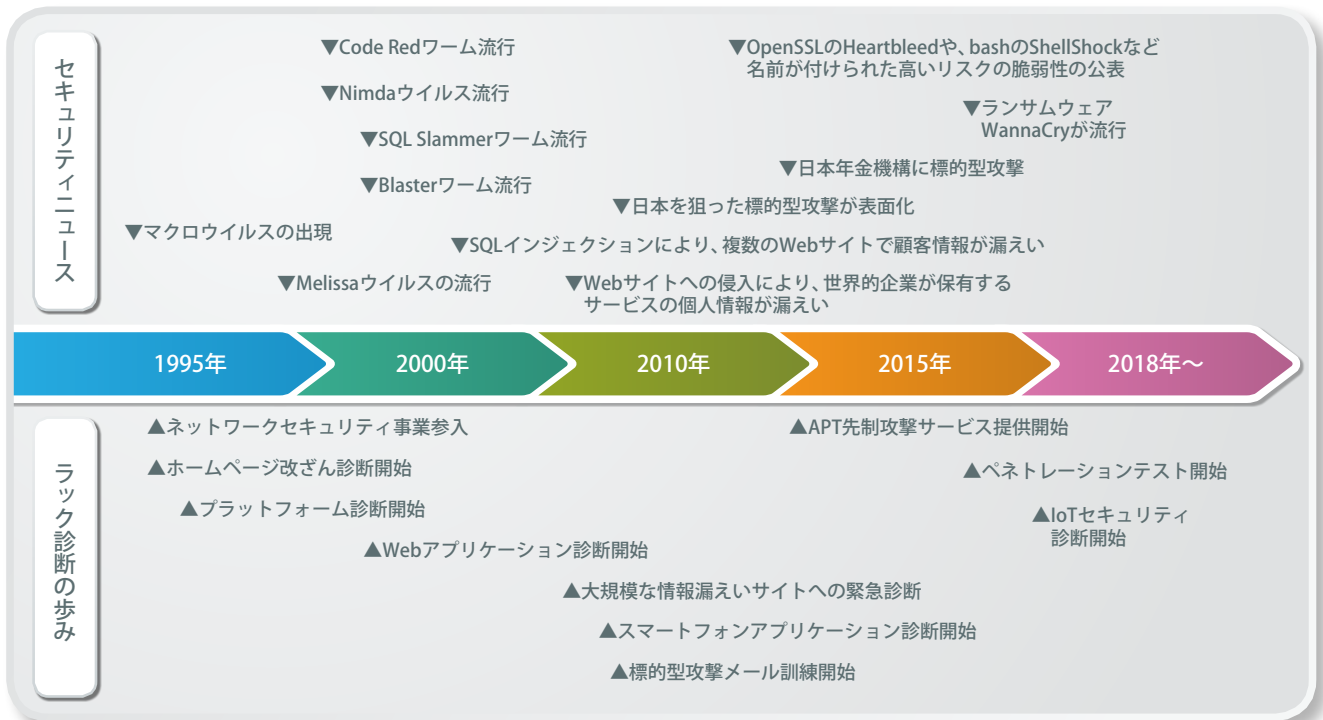 セキュリティニュース
▼Code Redワーム流行
▼OpenSSLのHeartbleedや、bashのShellShockなど
名前が付けられた高いリスクの脆弱性の公表
▼Nimdaウイルス流行
▼ランサムウェア
WannaCryが流行
▼SQL Slammerワーム流行
▼日本年金機構に標的型攻撃
▼Blasterワーム流行
▼日本を狙った標的型攻撃が表面化
▼マクロウイルスの出現
▼SQLインジェクションにより、複数のWebサイトで顧客情報が漏えい
▼Melissaウイルスの流行
▼Webサイトへの侵入により、世界的企業が保有する
サービスの個人情報が漏えい
1995年
2000年
2010年
2015年
2018年～
ラック診断の歩み
▲ネットワークセキュリティ事業参入
▲APT先制攻撃サービス提供開始
▲ホームページ改ざん診断開始
▲ペネトレーションテスト開始
▲プラットフォーム診断開始
▲IoTセキュリティ
診断開始
▲Webアプリケーション診断開始
▲大規模な情報漏えいサイトへの緊急診断
▲スマートフォンアプリケーション診断開始
▲標的型攻撃メール訓練開始